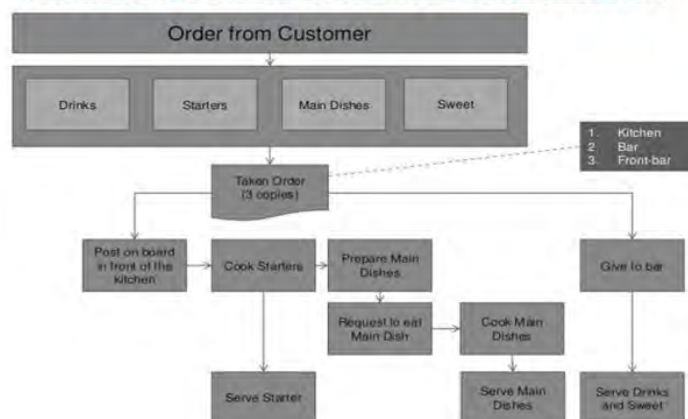 Order from Customer
Drinks
Starters
Main Dishes
Sweet
1. Kitchen
2 Bar
3. Front-bar
Taken Order
(3 copies)
Post on board
in front of the
kitchen
Cook Starters
Prepare Main
Dishes
Give to bar
Request to eat
Main Dish
Cook Main
Dishes
Serve Starter
Serve Main
Dishes
Serve Drinks
and Sweet